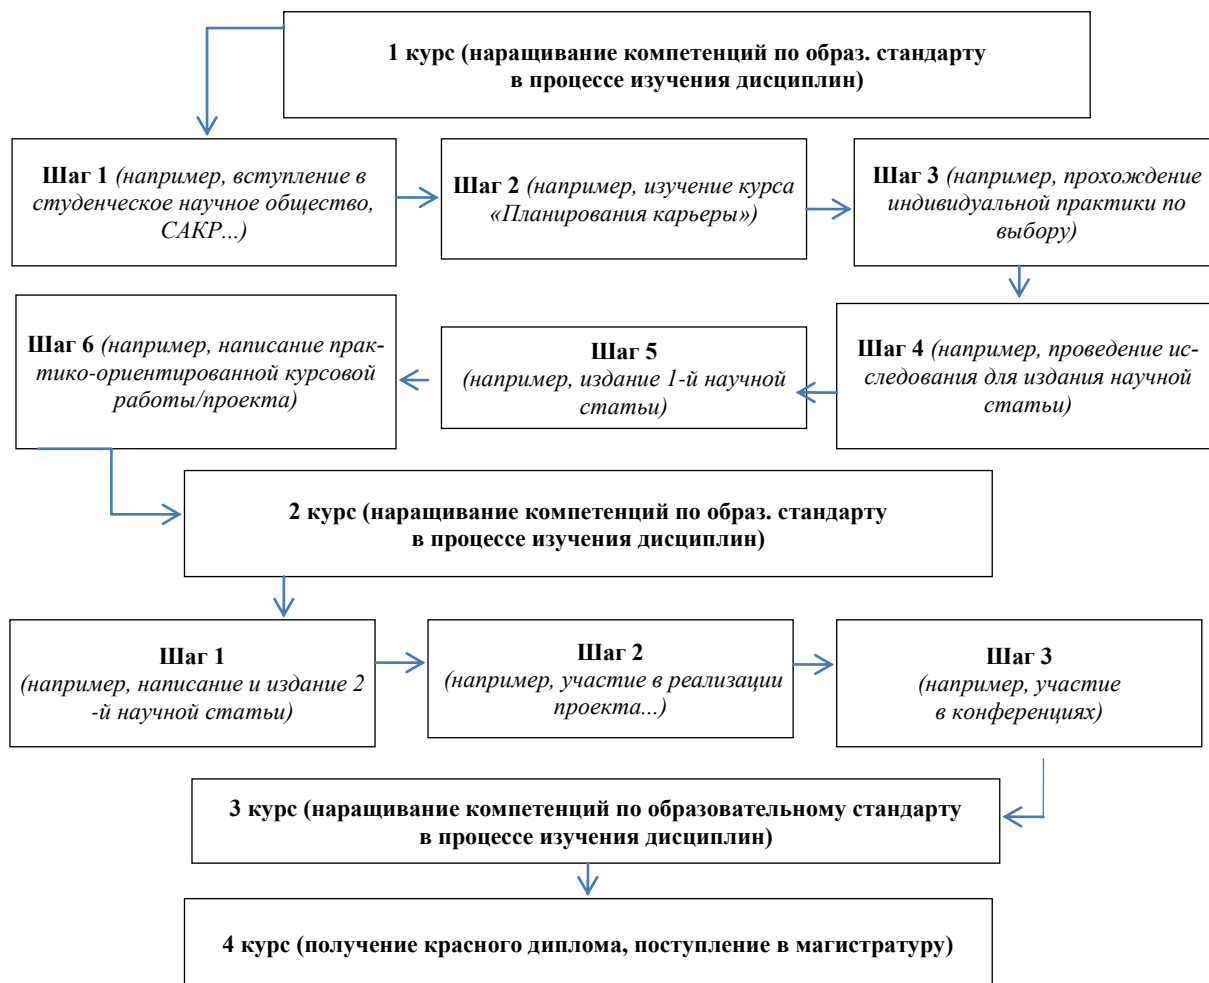 1 курс (наращивание компетенций по образ. стандарту
в процессе изучения дисциплин)
Шаг 1 (например, вступление в
студенческое научное общество,
САКР...)
Шаг 2 (например, изучение курса
«Планирования карьеры»)
Шаг 3 (например, прохождение
индивидуальной практики по
выбору)
Шаг 6 (например, написание прак-
тико-ориентированной курсовой
работы/проекта)
Шаг 5
(например, издание 1-й научной
статьи)
Шаг 4 (например, проведение ис-
следования для издания научной
статьи)
2 курс (наращивание компетенций по образ. стандарту
в процессе изучения дисциплин)
Шаг 1
(например, написание и издание 2
-й научной статьи)
Шаг 2
(например, участие в реализации
проекта...)
Шаг 3
(например, участие
в конференциях)
3 курс (наращивание компетенций по образовательному стандарту
в процессе изучения дисциплин)
4 курс (получение красного диплома, поступление в магистратуру)